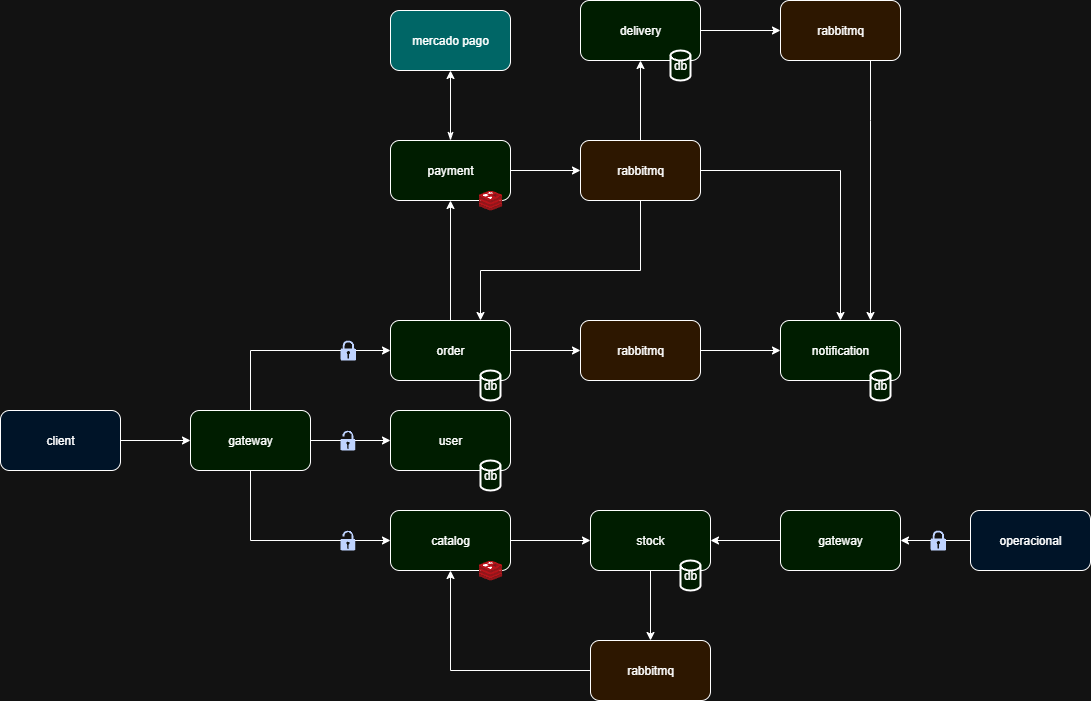 delivery
rabbitmq
mercado pago
db
payment
rabbitmq
order
rabbitmq
notification
db
db
client
gateway
user
db
catalog
stock
gateway
operacional
db
rabbitmq